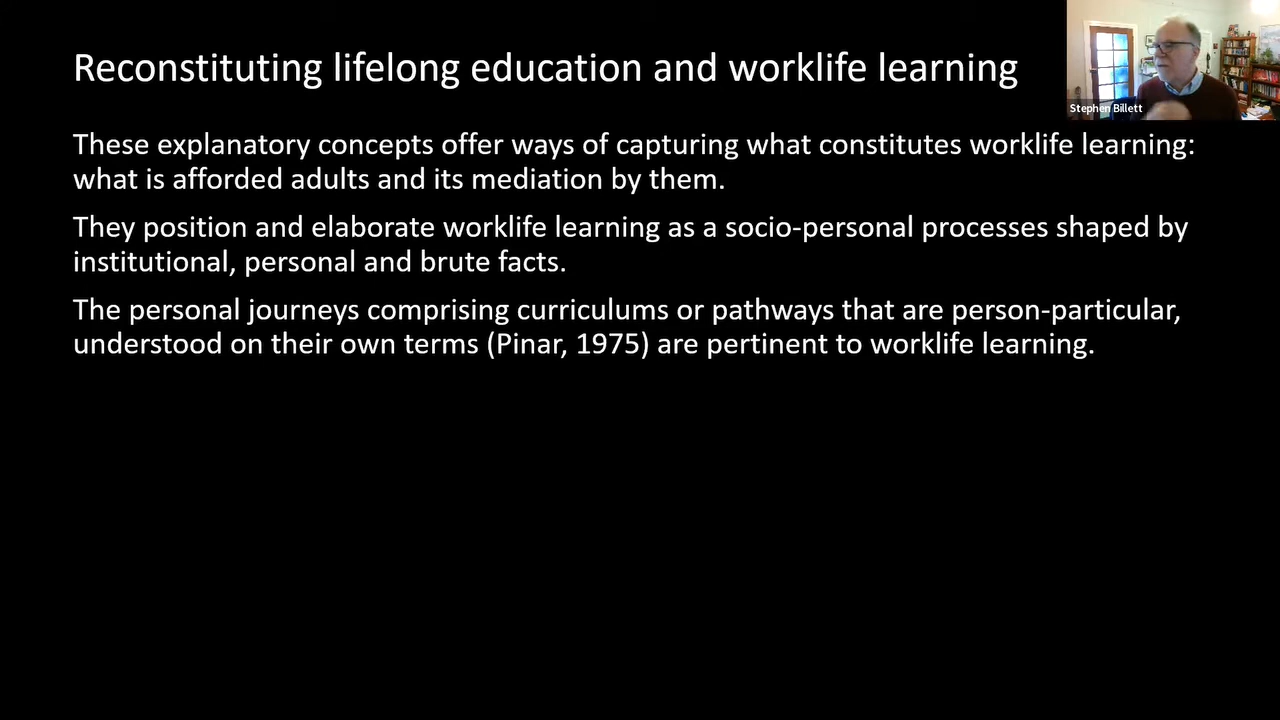 Reconstituting lifelong education and worklife learning
Stephen Billett
These explanatory concepts offer ways of capturing what constitutes worklife learning:
what is afforded adults and its mediation by them.
They position and elaborate worklife learning as a socio-personal processes shaped by
institutional, personal and brute facts.
The personal journeys comprising curriculums or pathways that are person-particular,
understood on their own terms (Pinar, 1975) are pertinent to worklife learning.